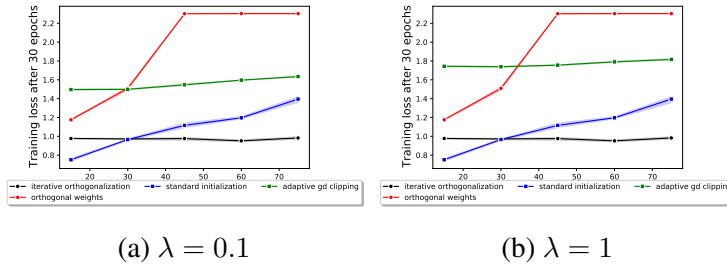 Training loss after 30 epochs
2.2
2.0
1.8
1.6
1.4
1.2
1.0
0.8
20 30 40 50 60 70
iterative orthogonalization standard initialization adaptive gd clipping
orthogonal weights
(a) λ = 0.1
Training loss after 30 epochs
2.2
2.0
1.8
1.6
1.4
1.2
1.0
0.8
20 30 40 50 60 70
iterative orthogonalization standard initialization adaptive gd clipping
orthogonal weights
(b) λ = 1